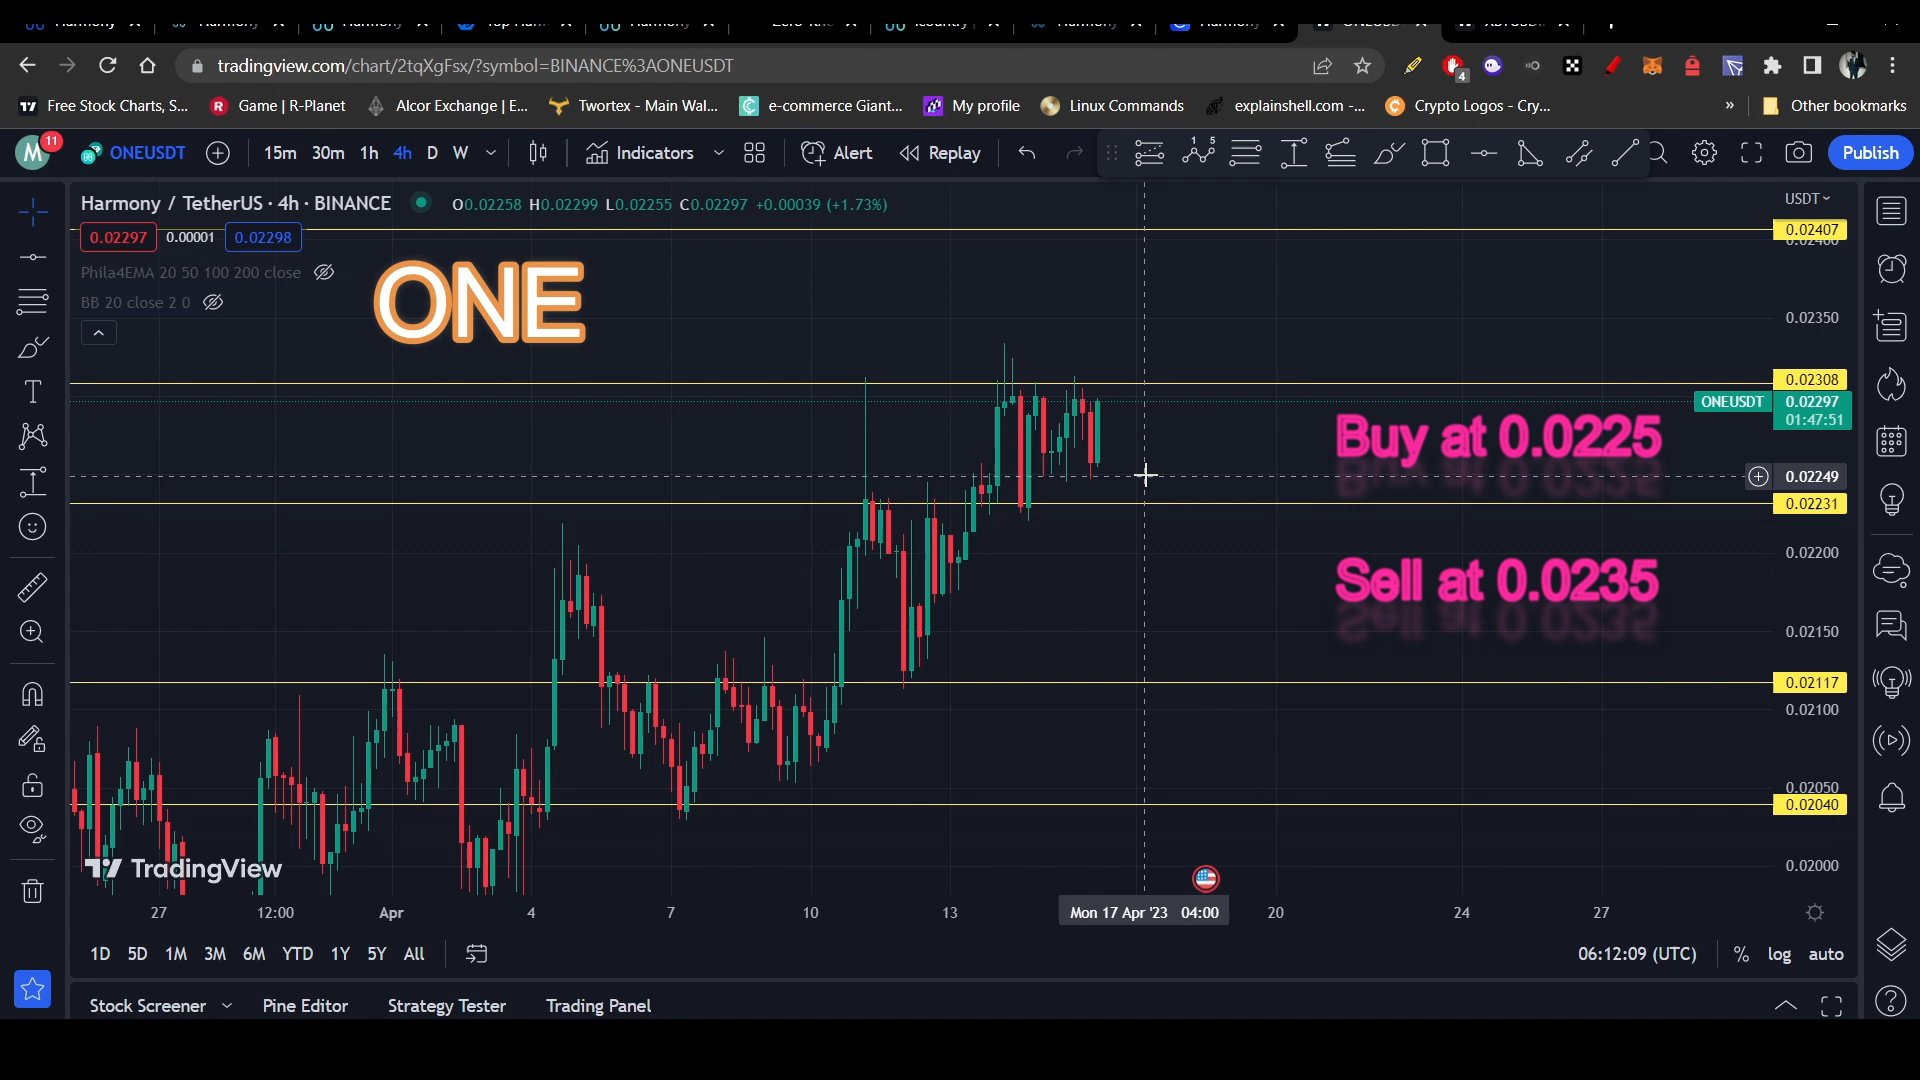 tradingview.com/chart/2tqXgFsx/?symbol=BINANCE%3AONEUSDT
4
Free Stock Charts, S...
Game | R-Planet
Alcor Exchange | E...
Twortex - Main Wal...
e-commerce Giant...
My profile
Linux Commands
explainshell.com -...
Crypto Logos - Cry...
»
Other bookmarks
M 11 ONEUSDT 15m 30m 1h 4h D W Indicators Alert Replay Publish
Harmony / TetherUS · 4h · BINANCE O0.02258 H0.02299 L0.02255 C0.02297 +0.00039 (+1.73%)
USDT
0.02297 0.00001 0.02298
0.02407
Phila4EMA 20 50 100 200 close
BB 20 close 2 0
ONE
0.02350
0.02308
ONEUSDT 0.02297
01:47:51
Buy at 0.0225
0.02249
0.02231
0.02200
Sell at 0.0235
0.02150
0.02117
0.02100
0.02050
0.02040
0.02000
TradingView
27 12:00 Apr 4 7 10 13 Mon 17 Apr '23 04:00 20 24 27
1D 5D 1M 3M 6M YTD 1Y 5Y All 06:12:09 (UTC) % log auto
Stock Screener Pine Editor Strategy Tester Trading Panel